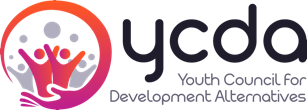 ycda
Youth Council for
Development Alternatives